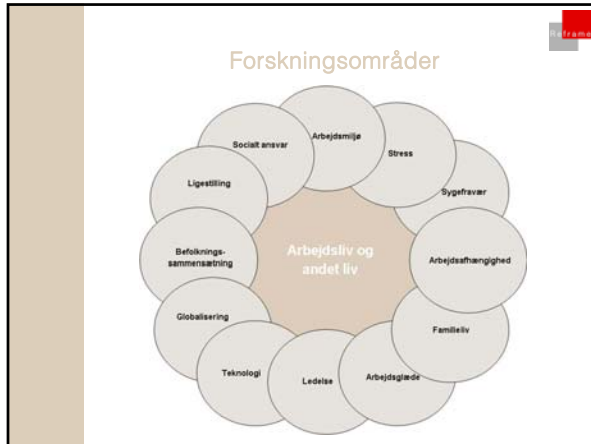 Reframe
Forskningsområder
Arbejdsmiljø
Stress
Sygefravær
Arbejdsafhængighed
Familieliv
Arbejdsglæde
Ledelse
Teknologi
Globalisering
Befolknings-
sammensætning
Ligestilling
Socialt ansvar
Arbejdsliv og
andet liv